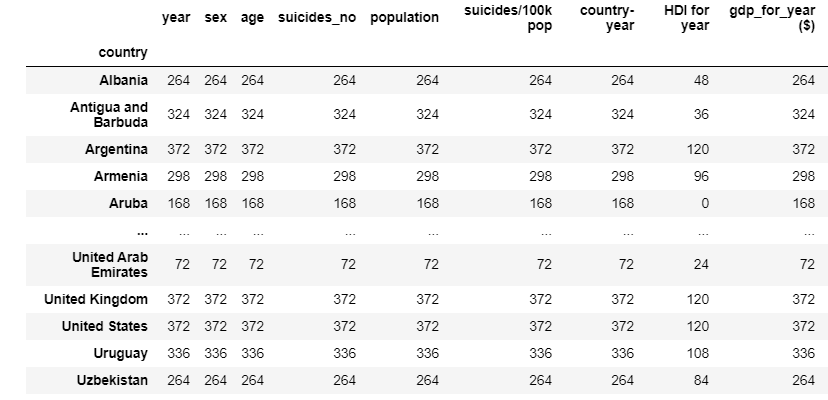 year sex age suicides_no population suicides/100k pop country-year HDI for year gdp_for_year ($)
country
Albania 264 264 264 264 264 264 264 48 264
Antigua and Barbuda 324 324 324 324 324 324 324 36 324
Argentina 372 372 372 372 372 372 372 120 372
Armenia 298 298 298 298 298 298 298 96 298
Aruba 168 168 168 168 168 168 168 0 168
... ... ... ... ... ... ... ... ... ...
United Arab Emirates 72 72 72 72 72 72 72 24 72
United Kingdom 372 372 372 372 372 372 372 120 372
United States 372 372 372 372 372 372 372 120 372
Uruguay 336 336 336 336 336 336 336 108 336
Uzbekistan 264 264 264 264 264 264 264 84 264